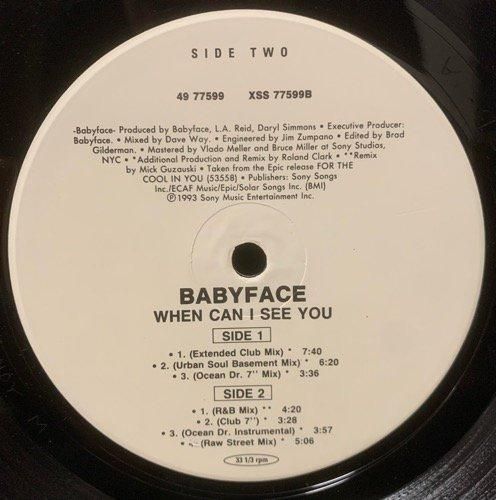 SIDE TWO
49 77599 XSS 77599B
-Babyface- Produced by Babyface, L.A. Reid, Daryl Simmons • Executive Producer:
Babyface. • Mixed by Dave Way. • Engineered by Jim Zumpano • Edited by Brad
Gilderman. • Mastered by Vlado Meller and Bruce Miller at Sony Studios,
NYC • *Additional Production and Remix by Roland Clark • **Remix
by Mick Guzauski • Taken from the Epic release FOR THE
COOL IN YOU (53558) • Publishers: Sony Songs
Inc./ECAF Music/Epic/Solar Songs Inc. (BMI)
℗1993 Sony Music Entertainment Inc.
BABYFACE
WHEN CAN I SEE YOU
SIDE 1
• 1. (Extended Club Mix) * 7:40
• 2. (Urban Soul Basement Mix) * 6:20
• 3. (Ocean Dr. 7" Mix) * 3:36
SIDE 2
• 1. (R&B Mix) ** 4:20
• 2. (Club 7") * 3:28
• 3. (Ocean Dr. Instrumental) * 3:57
• (Raw Street Mix) * 5:06
33 1/3 rpm